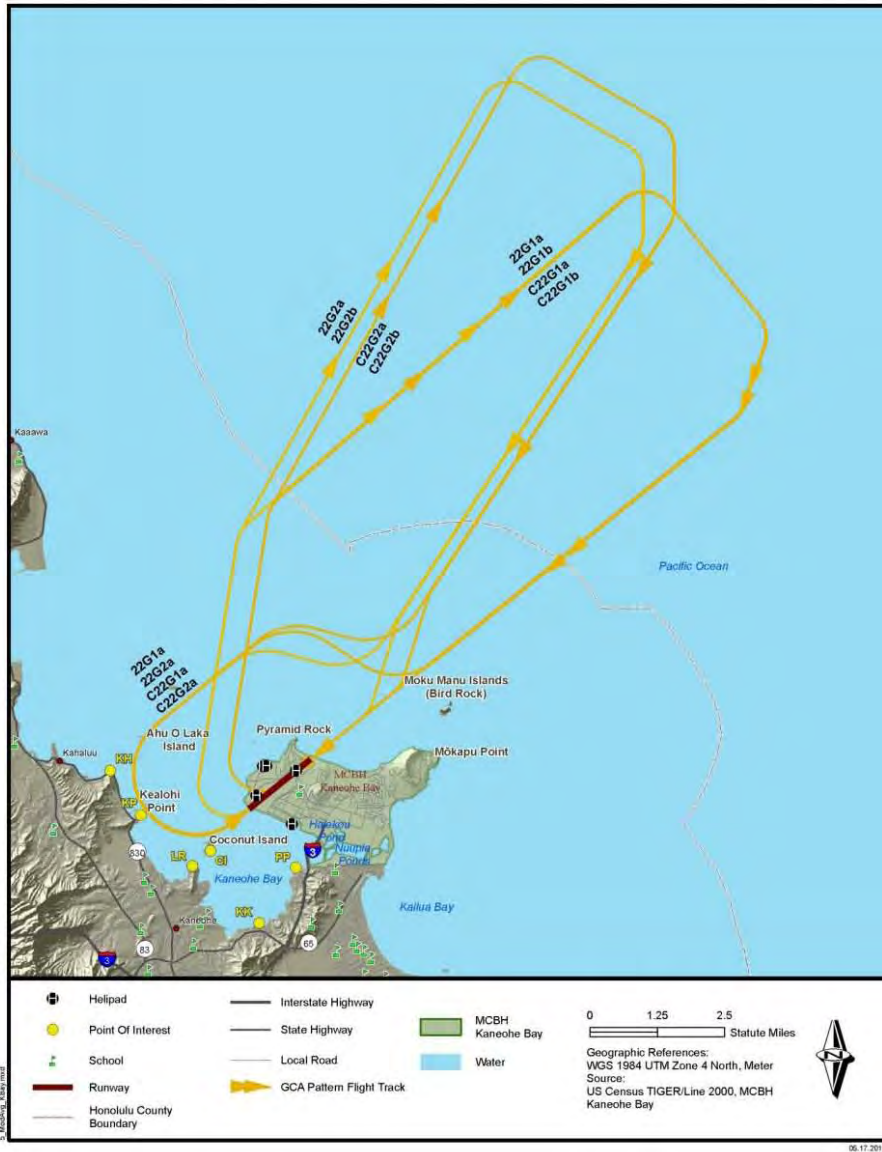 22G1a
22G1b
C22G1a
C22G1b
22G2a
22G2b
C22G2a
C22G2b
Kaaawa
Pacific Ocean
22G1a
22G2a
C22G1a
C22G2a
Moku Manu Islands
(Bird Rock)
Ahu O Laka
Island
Pyramid Rock
Mōkapu Point
Kahaluu
KH
MCBH
Kaneohe Bay
KP
Kealohi
Point
Halekou
Pond
Coconut Island
830
LR
CI
PP
3
Nuupia
Ponds
Kaneohe Bay
Kailua Bay
KK
Kaneohe
83
65
3
Helipad
Point Of Interest
School
Runway
Honolulu County
Boundary
Interstate Highway
State Highway
Local Road
GCA Pattern Flight Track
MCBH
Kaneohe Bay
Water
0 1.25 2.5
Statute Miles
Geographic References:
WGS 1984 UTM Zone 4 North, Meter
Source:
US Census TIGER/Line 2000, MCBH
Kaneohe Bay
N